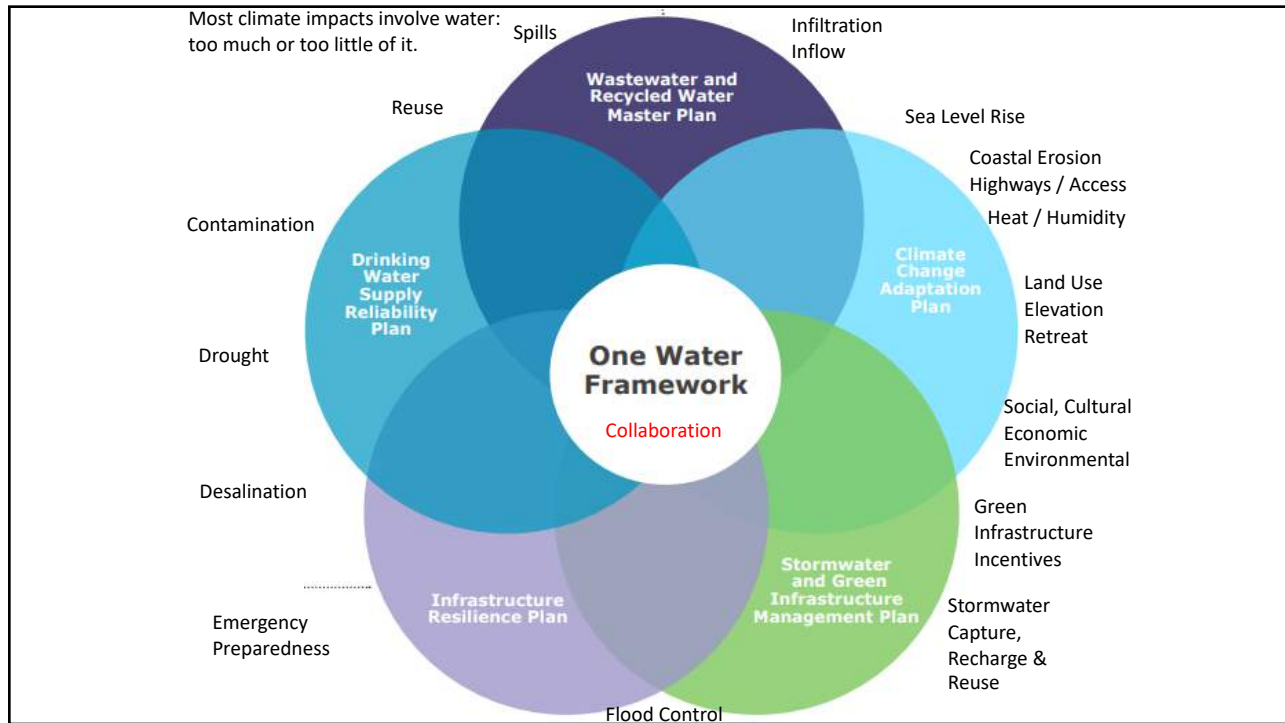 Most climate impacts involve water:
too much or too little of it.
Spills
Infiltration
Inflow
Wastewater and
Recycled Water
Master Plan
Reuse
Sea Level Rise
Coastal Erosion
Highways / Access
Heat / Humidity
Contamination
Drinking
Water
Supply
Reliability
Plan
Climate
Change
Adaptation
Plan
Land Use
Elevation
Retreat
Drought
One Water
Framework
Collaboration
Social, Cultural
Economic
Environmental
Desalination
Green
Infrastructure
Incentives
Stormwater
and Green
Infrastructure
Management Plan
Infrastructure
Resilience Plan
Emergency
Preparedness
Stormwater
Capture,
Recharge &
Reuse
Flood Control